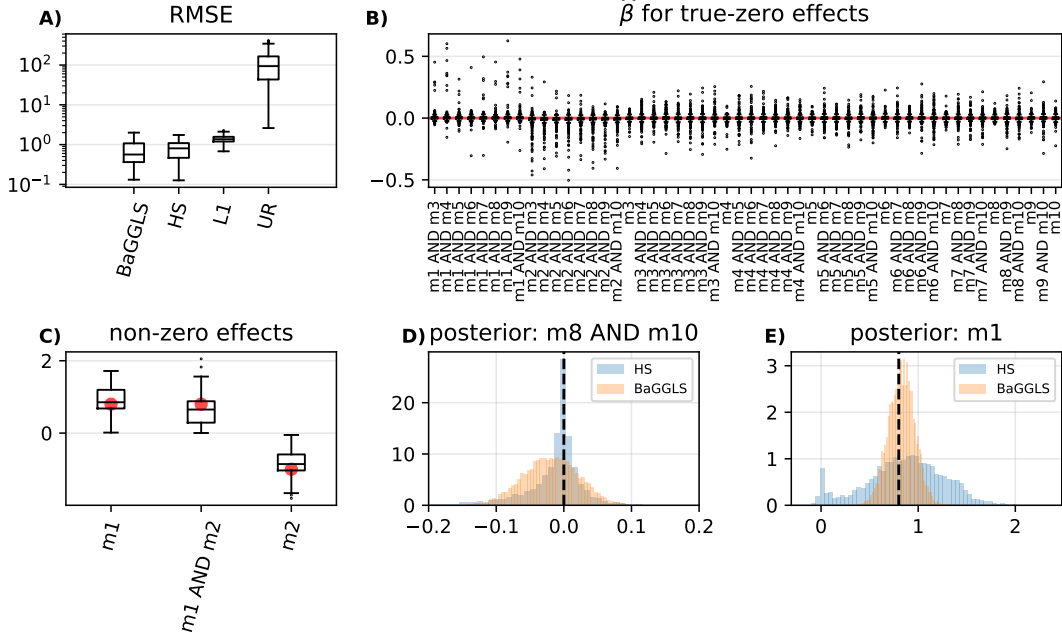 A)
RMSE
10²
10¹
10⁰
10⁻¹
BaGGLS
HS
L1
UR
B)
β̂ for true-zero effects
0.5
0.0
−0.5
m1 AND m3
m1 AND m4
m1 AND m5
m1 AND m6
m1 AND m7
m1 AND m8
m1 AND m9
m1 AND m10
m2 AND m3
m2 AND m4
m2 AND m5
m2 AND m6
m2 AND m7
m2 AND m8
m2 AND m9
m2 AND m10
m3
m3 AND m4
m3 AND m5
m3 AND m6
m3 AND m7
m3 AND m8
m3 AND m9
m3 AND m10
m4
m4 AND m5
m4 AND m6
m4 AND m7
m4 AND m8
m4 AND m9
m4 AND m10
m5
m5 AND m6
m5 AND m7
m5 AND m8
m5 AND m9
m5 AND m10
m6
m6 AND m7
m6 AND m8
m6 AND m9
m6 AND m10
m7
m7 AND m8
m7 AND m9
m7 AND m10
m8
m8 AND m9
m8 AND m10
m9
m9 AND m10
m10
C)
non-zero effects
2
0
m1
m1 AND m2
m2
D)
posterior: m8 AND m10
HS
BaGGLS
20
10
0
−0.2
−0.1
0.0
0.1
0.2
E)
posterior: m1
HS
BaGGLS
3
2
1
0
0
1
2